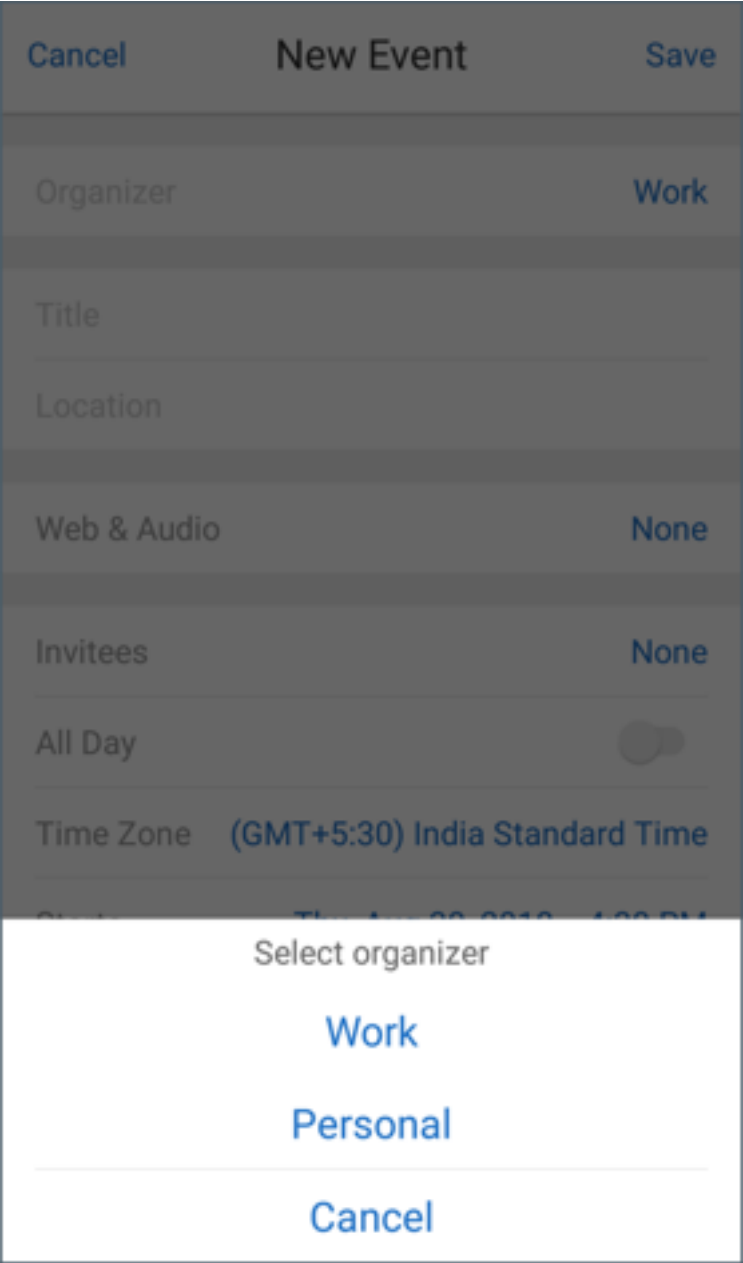 Cancel New Event Save
Organizer Work
Title
Location
Web & Audio None
Invitees None
All Day
Time Zone (GMT+5:30) India Standard Time
Select organizer
Work
Personal
Cancel